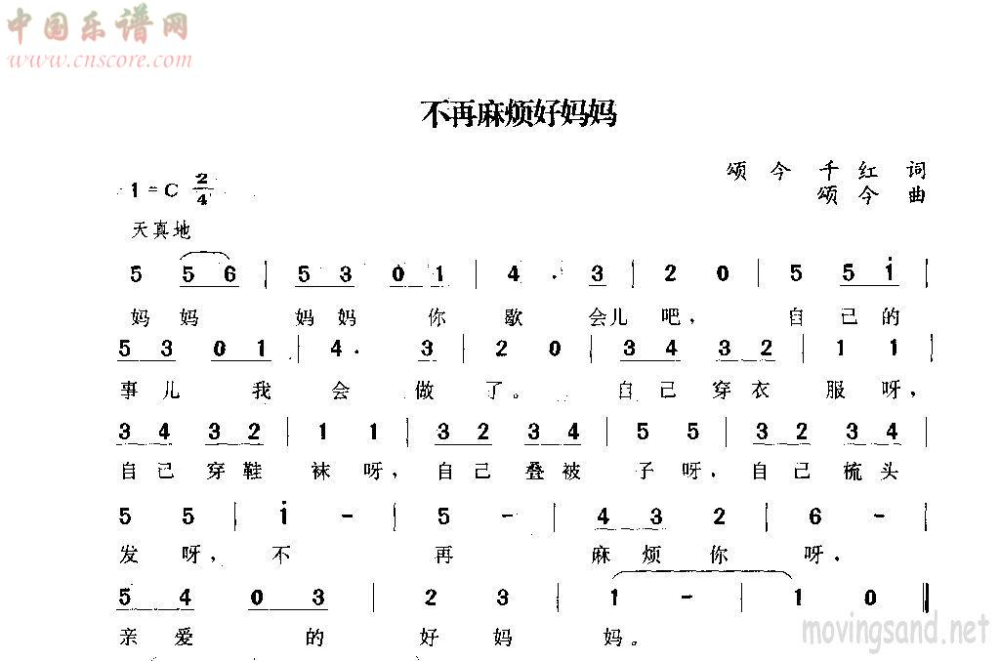 中国乐谱网
www.cnscore.com
不再麻烦好妈妈
颂今 千红 词
1=C 2/4
颂今 曲
天真地
5 5 6 | 5 3 0 1 | 4 · 3 | 2 0 | 5 5 i |
妈 妈 妈 妈 你 歇 会儿 吧， 自 己 的
5 3 0 1 | 4 · 3 | 2 0 | 3 4 3 2 | 1 1 |
事 儿 我 会 做 了。 自 己 穿 衣 服 呀，
3 4 3 2 | 1 1 | 3 2 3 4 | 5 5 | 3 2 3 4 |
自 己 穿 鞋 袜 呀， 自 己 叠 被 子 呀， 自 己 梳 头
5 5 | i - | 5 - | 4 3 2 | 6 - |
发 呀， 不 再 麻 烦 你 呀，
5 4 0 3 | 2 3 | 1 - | 1 0 ‖
亲 爱 的 好 妈 妈。
movingsand.net